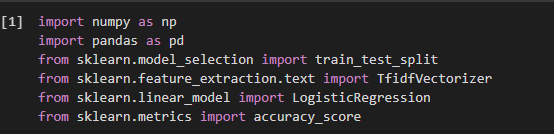 [1] import numpy as np
import pandas as pd
from sklearn.model_selection import train_test_split
from sklearn.feature_extraction.text import TfidfVectorizer
from sklearn.linear_model import LogisticRegression
from sklearn.metrics import accuracy_score